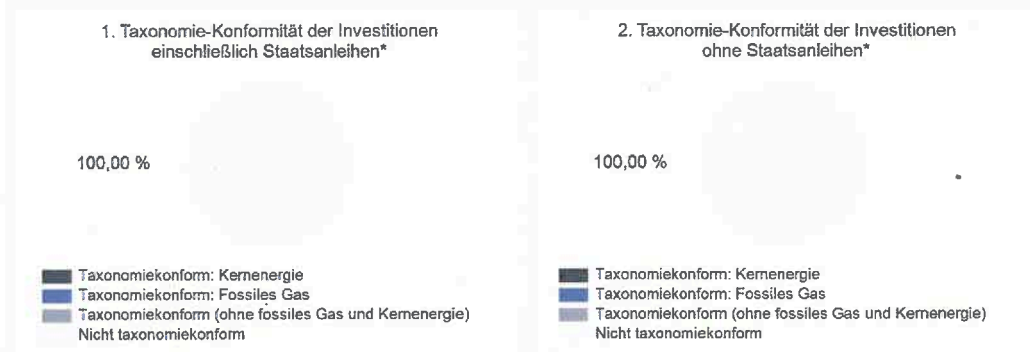 1. Taxonomie-Konformität der Investitionen
einschließlich Staatsanleihen*
100,00 %
Taxonomiekonform: Kernenergie
Taxonomiekonform: Fossiles Gas
Taxonomiekonform (ohne fossiles Gas und Kernenergie)
Nicht taxonomiekonform
2. Taxonomie-Konformität der Investitionen
ohne Staatsanleihen*
100,00 %
Taxonomiekonform: Kernenergie
Taxonomiekonform: Fossiles Gas
Taxonomiekonform (ohne fossiles Gas und Kernenergie)
Nicht taxonomiekonform